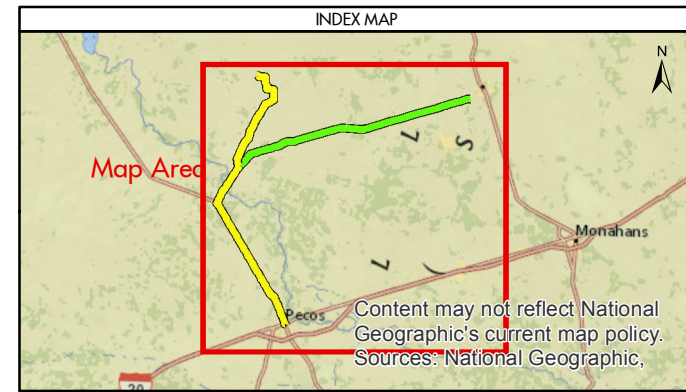 INDEX MAP
N
Map Area
L
S
Monahans
L
Pecos
Content may not reflect National
Geographic's current map policy.
Sources: National Geographic,
20